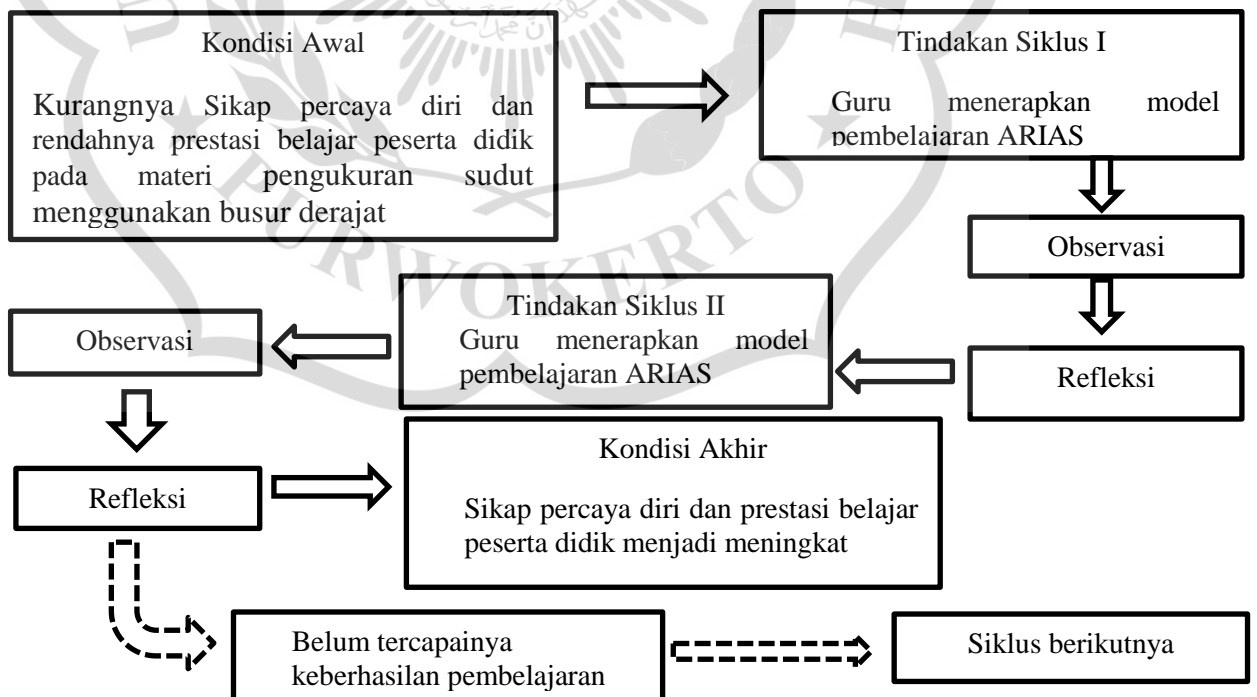 Kondisi Awal
Kurangnya Sikap percaya diri dan
rendahnya prestasi belajar peserta didik
pada materi pengukuran sudut
menggunakan busur derajat
Tindakan Siklus I
Guru menerapkan model
pembelajaran ARIAS
Observasi
Refleksi
Tindakan Siklus II
Guru menerapkan model
pembelajaran ARIAS
Observasi
Refleksi
Kondisi Akhir
Sikap percaya diri dan prestasi belajar
peserta didik menjadi meningkat
Belum tercapainya
keberhasilan pembelajaran
Siklus berikutnya
PURWOKERTO